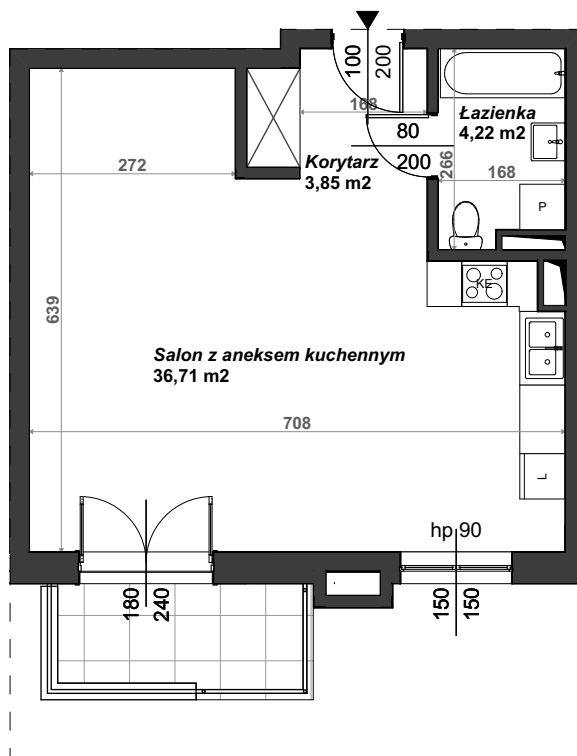 100
200
168
80
200
Łazienka
4,22 m2
272
Korytarz
3,85 m2
266
168
P
KE
639
Salon z aneksem kuchennym
36,71 m2
708
L
hp 90
180
240
150
150